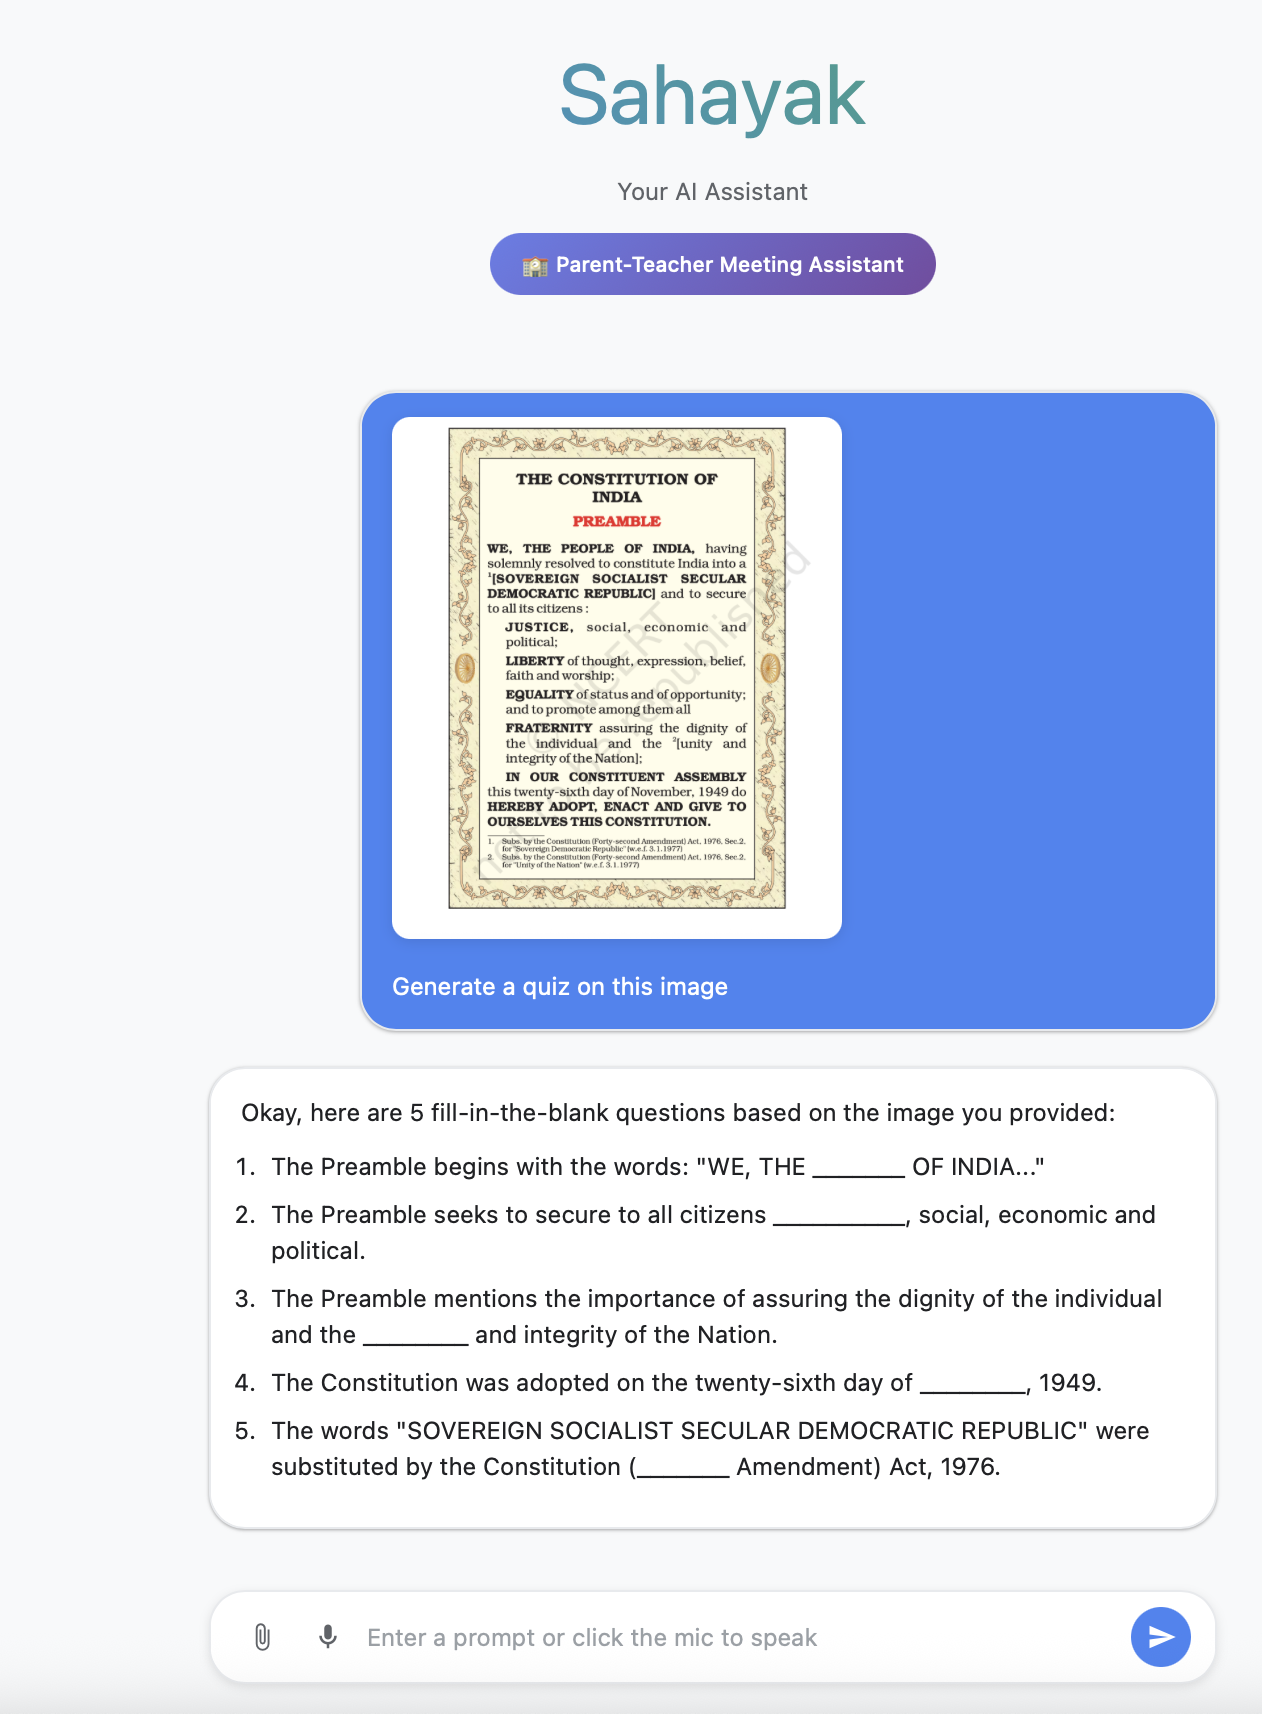 Sahayak
Your AI Assistant
🏫 Parent-Teacher Meeting Assistant
THE CONSTITUTION OF
INDIA
PREAMBLE
WE, THE PEOPLE OF INDIA, having
solemnly resolved to constitute India into a
¹[SOVEREIGN SOCIALIST SECULAR
DEMOCRATIC REPUBLIC] and to secure
to all its citizens :
JUSTICE, social, economic and
political;
LIBERTY of thought, expression, belief,
faith and worship;
EQUALITY of status and of opportunity;
and to promote among them all
FRATERNITY assuring the dignity of
the individual and the ²[unity and
integrity of the Nation];
IN OUR CONSTITUENT ASSEMBLY
this twenty-sixth day of November, 1949 do
HEREBY ADOPT, ENACT AND GIVE TO
OURSELVES THIS CONSTITUTION.
1. Subs. by the Constitution (Forty-second Amendment) Act, 1976, Sec.2,
for "Sovereign Democratic Republic" (w.e.f. 3.1.1977)
2. Subs. by the Constitution (Forty-second Amendment) Act, 1976, Sec.2,
for "Unity of the Nation" (w.e.f. 3.1.1977)
© NCERT
not to be republished
Generate a quiz on this image
Okay, here are 5 fill-in-the-blank questions based on the image you provided:
1. The Preamble begins with the words: "WE, THE _______ OF INDIA..."
2. The Preamble seeks to secure to all citizens __________, social, economic and
political.
3. The Preamble mentions the importance of assuring the dignity of the individual
and the ________ and integrity of the Nation.
4. The Constitution was adopted on the twenty-sixth day of ________, 1949.
5. The words "SOVEREIGN SOCIALIST SECULAR DEMOCRATIC REPUBLIC" were
substituted by the Constitution (_______ Amendment) Act, 1976.
Enter a prompt or click the mic to speak